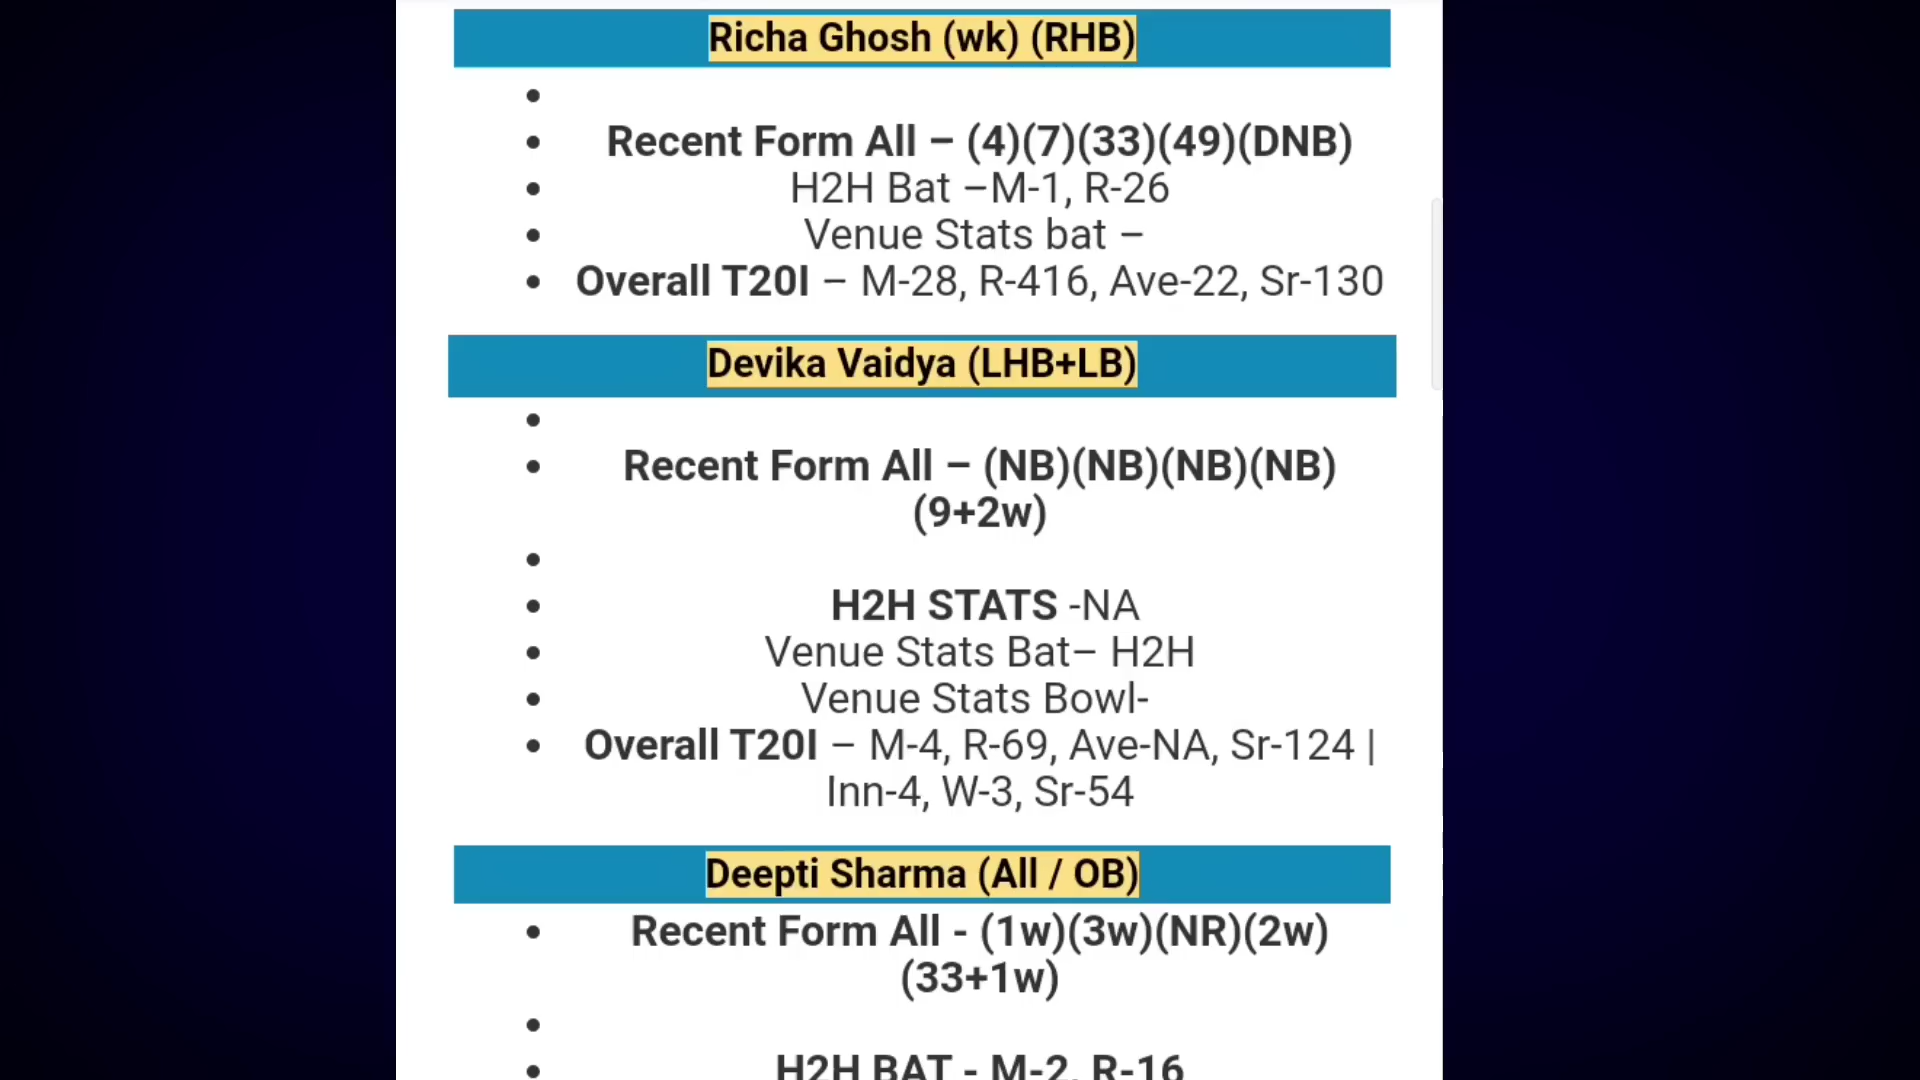 Richa Ghosh (wk) (RHB)
Recent Form All – (4)(7)(33)(49)(DNB)
H2H Bat –M-1, R-26
Venue Stats bat –
Overall T20I – M-28, R-416, Ave-22, Sr-130
Devika Vaidya (LHB+LB)
Recent Form All – (NB)(NB)(NB)(NB)
(9+2w)
H2H STATS -NA
Venue Stats Bat– H2H
Venue Stats Bowl-
Overall T20I – M-4, R-69, Ave-NA, Sr-124 |
Inn-4, W-3, Sr-54
Deepti Sharma (All / OB)
Recent Form All - (1w)(3w)(NR)(2w)
(33+1w)
H2H BAT - M-2, R-16